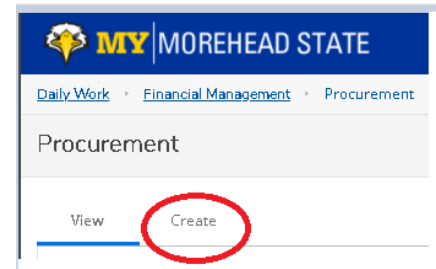 MY MOREHEAD STATE
Daily Work Financial Management Procurement
Procurement
View Create